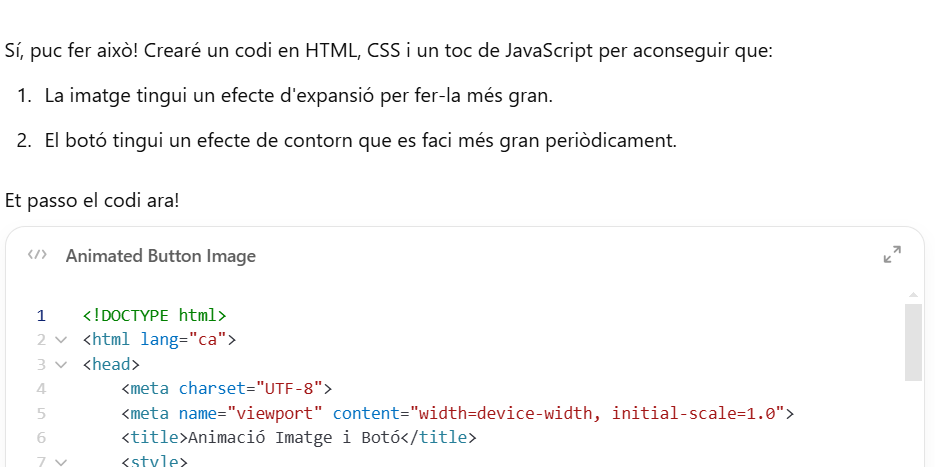 Sí, puc fer això! Crearé un codi en HTML, CSS i un toc de JavaScript per aconseguir que:
1. La imatge tingui un efecte d'expansió per fer-la més gran.
2. El botó tingui un efecte de contorn que es faci més gran periòdicament.
Et passo el codi ara!
</> Animated Button Image
1 <!DOCTYPE html>
2 <html lang="ca">
3 <head>
4 <meta charset="UTF-8">
5 <meta name="viewport" content="width=device-width, initial-scale=1.0">
6 <title>Animació Imatge i Botó</title>
7 <style>